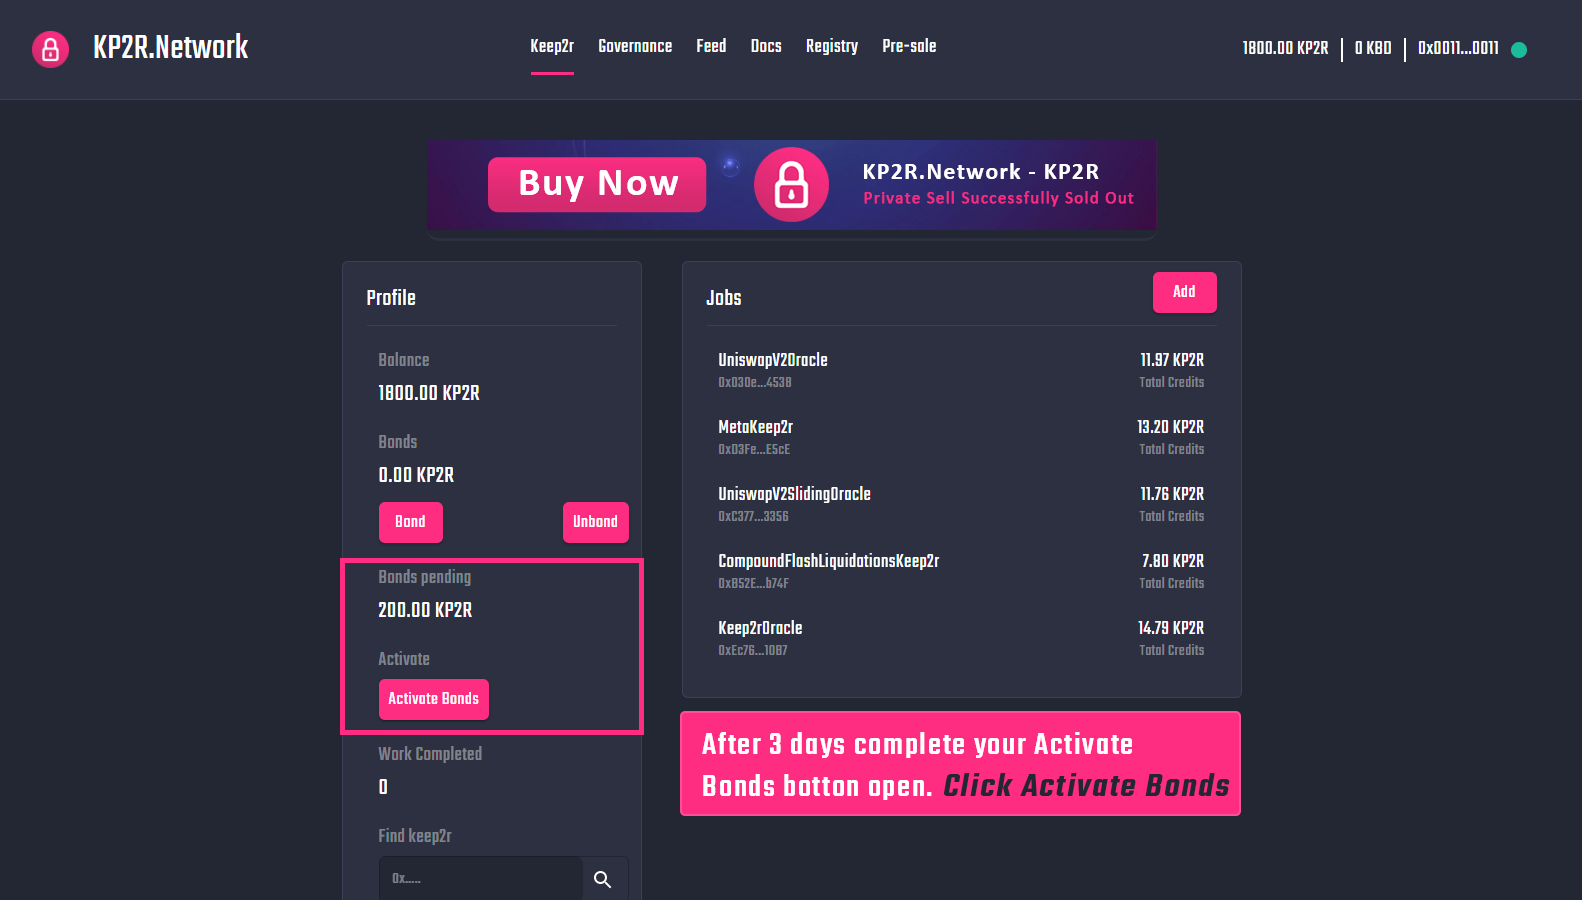 KP2R.Network
Keep2r Governance Feed Docs Registry Pre-sale
1800.00 KP2R | 0 KBD | 0x0011...0011
Buy Now
KP2R.Network - KP2R
Private Sell Successfully Sold Out
Profile
Balance
1800.00 KP2R
Bonds
0.00 KP2R
Bond Unbond
Bonds pending
200.00 KP2R
Activate
Activate Bonds
Work Completed
0
Find keep2r
0x.....
Jobs Add
UniswapV2Oracle 11.97 KP2R
0xD30e...453B Total Credits
MetaKeep2r 13.20 KP2R
0xD3Fe...E5cE Total Credits
UniswapV2SlidingOracle 11.76 KP2R
0xC377...3356 Total Credits
CompoundFlashLiquidationsKeep2r 7.80 KP2R
0xB52E...b74F Total Credits
Keep2rOracle 14.79 KP2R
0xEc76...10B7 Total Credits
After 3 days complete your Activate
Bonds botton open. Click Activate Bonds